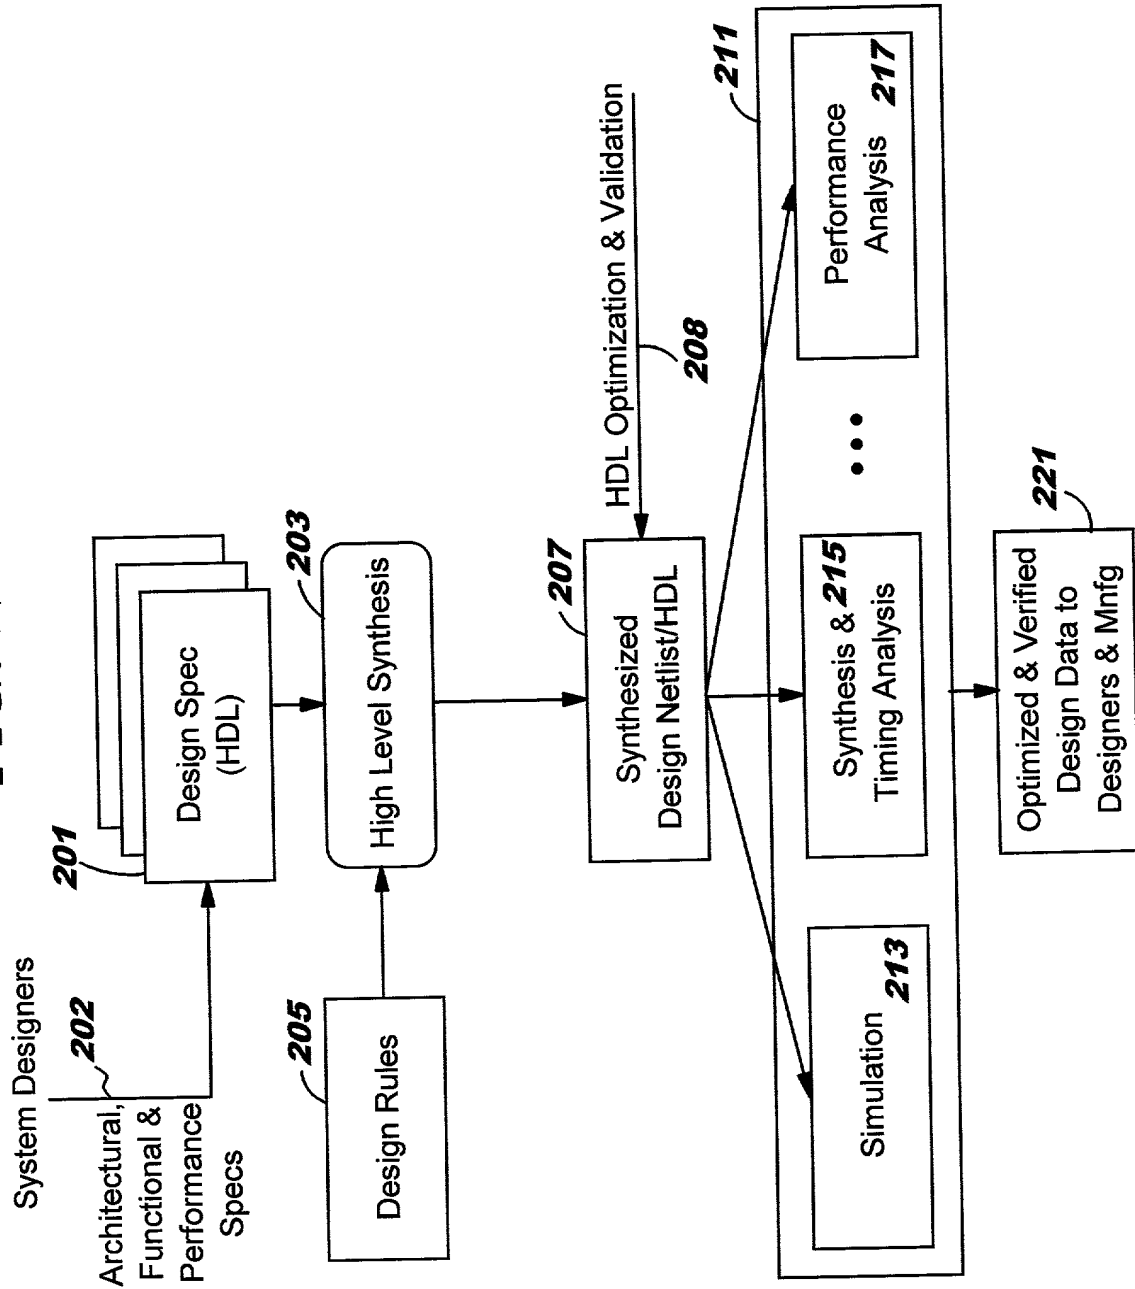 System Designers
202
Architectural,
Functional &
Performance
Specs
201
Design Spec
(HDL)
203
High Level Synthesis
205
Design Rules
207
Synthesized
Design Netlist/HDL
HDL Optimization & Validation
208
211
Simulation
213
Synthesis &
215
Timing Analysis
Performance
Analysis
217
221
Optimized & Verified
Design Data to
Designers & Mnfg